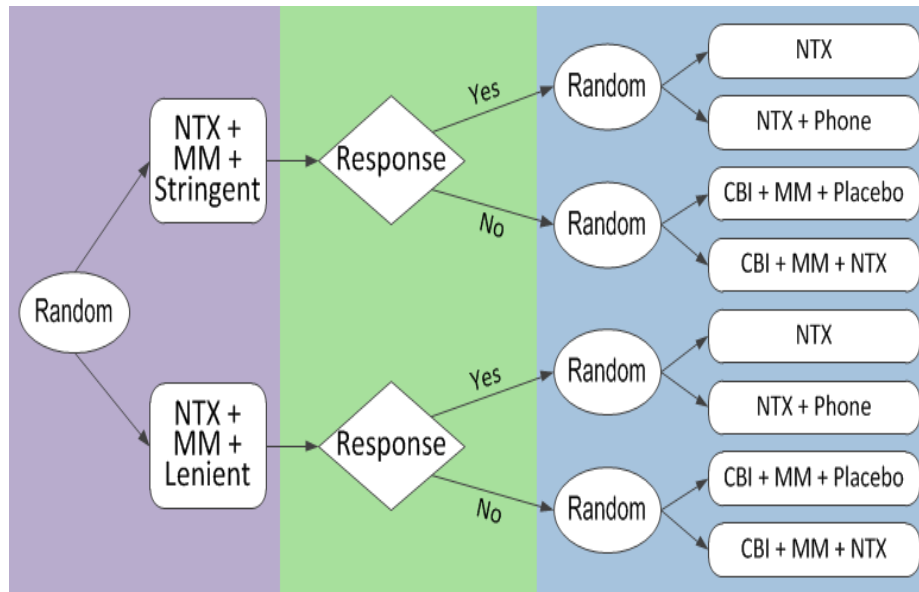 Random
NTX +
MM +
Stringent
Response
Yes
No
Random
NTX
NTX + Phone
Random
CBI + MM + Placebo
CBI + MM + NTX
NTX +
MM +
Lenient
Response
Yes
No
Random
NTX
NTX + Phone
Random
CBI + MM + Placebo
CBI + MM + NTX